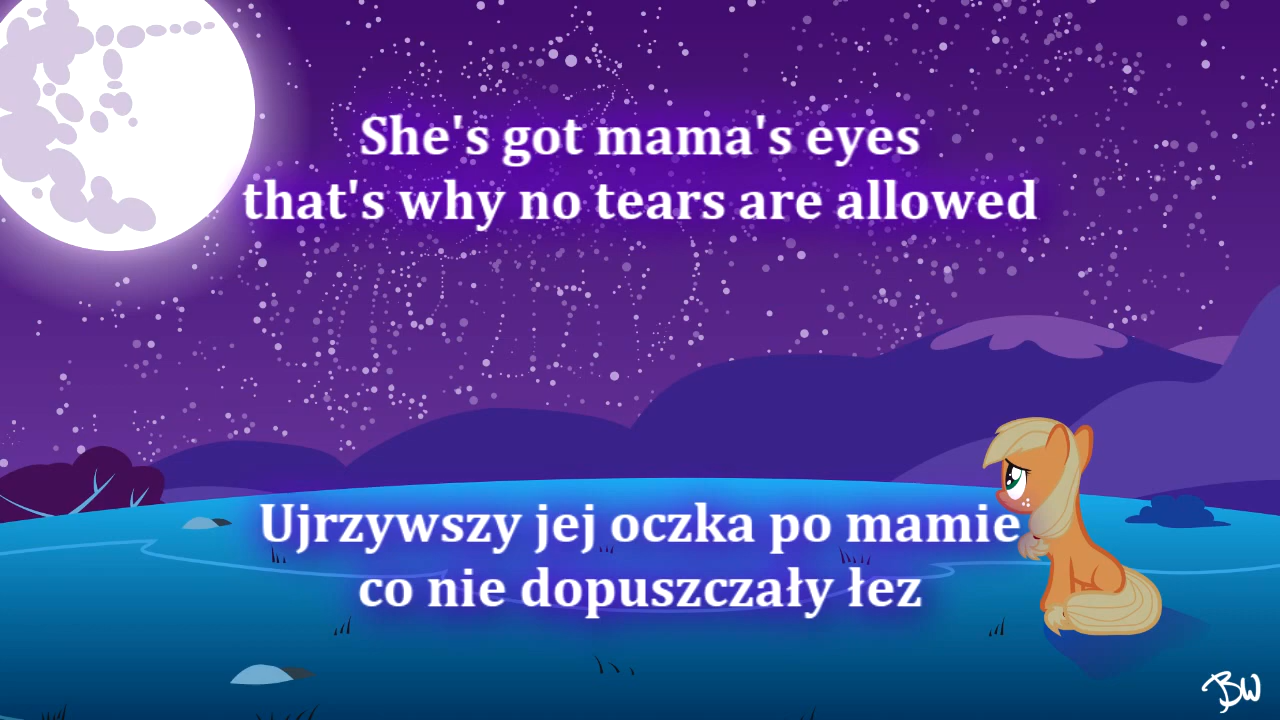 She's got mama's eyes
that's why no tears are allowed
Ujrzywszy jej oczka po mamie
co nie dopuszczały łez
BW